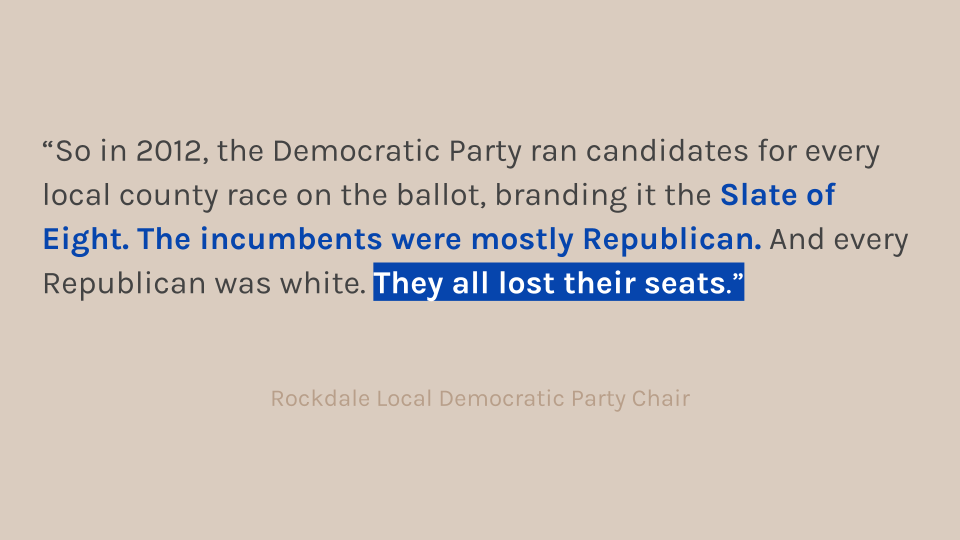 “So in 2012, the Democratic Party ran candidates for every
local county race on the ballot, branding it the Slate of
Eight. The incumbents were mostly Republican. And every
Republican was white. They all lost their seats.”
Rockdale Local Democratic Party Chair